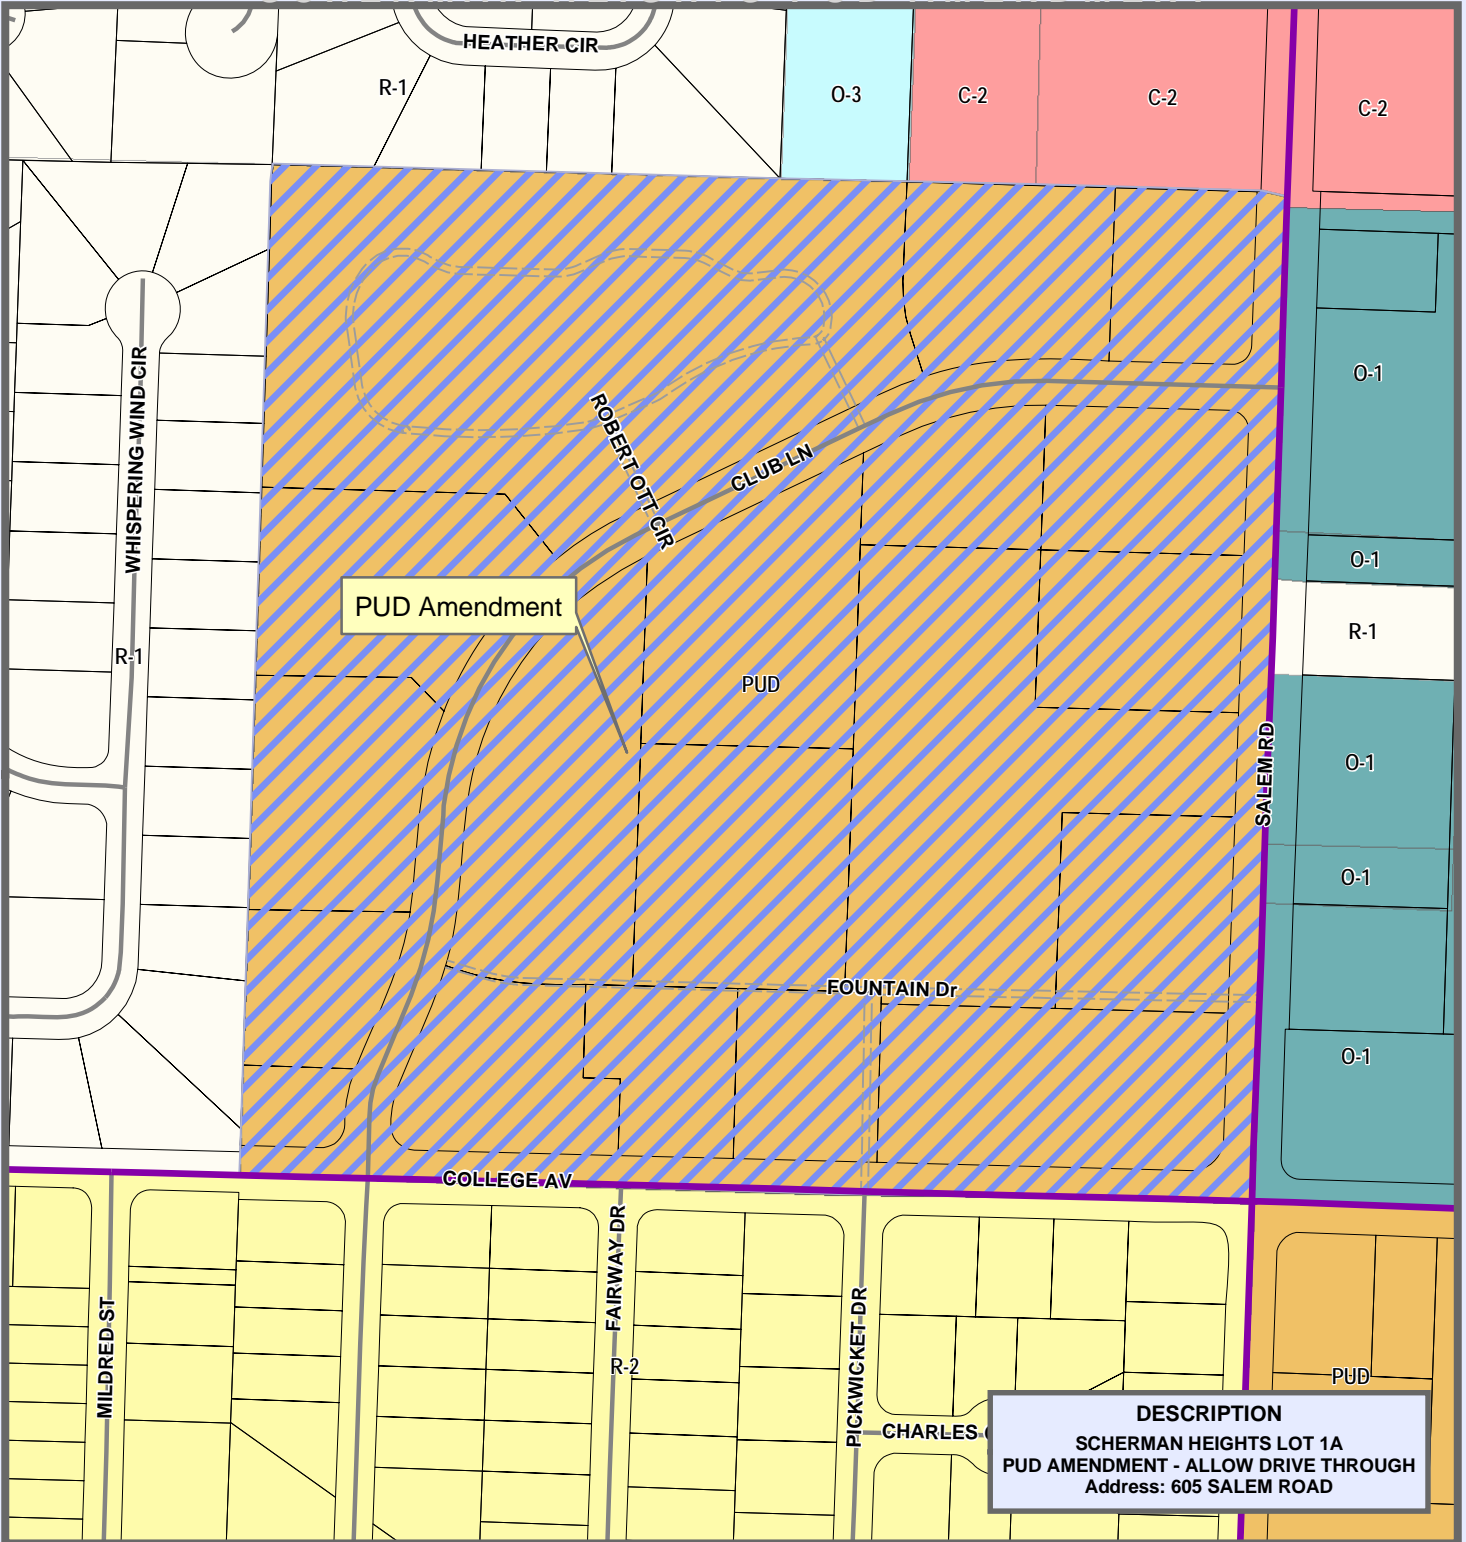 HEATHER CIR
R-1
O-3
C-2
C-2
C-2
WHISPERING WIND CIR
O-1
ROBERT OTT CIR
CLUB LN
O-1
PUD Amendment
R-1
R-1
PUD
SALEM RD
O-1
O-1
FOUNTAIN Dr
O-1
COLLEGE AV
MILDRED ST
FAIRWAY DR
R-2
PICKWICKET DR
PUD
CHARLES
DESCRIPTION
SCHERMAN HEIGHTS LOT 1A
PUD AMENDMENT - ALLOW DRIVE THROUGH
Address: 605 SALEM ROAD